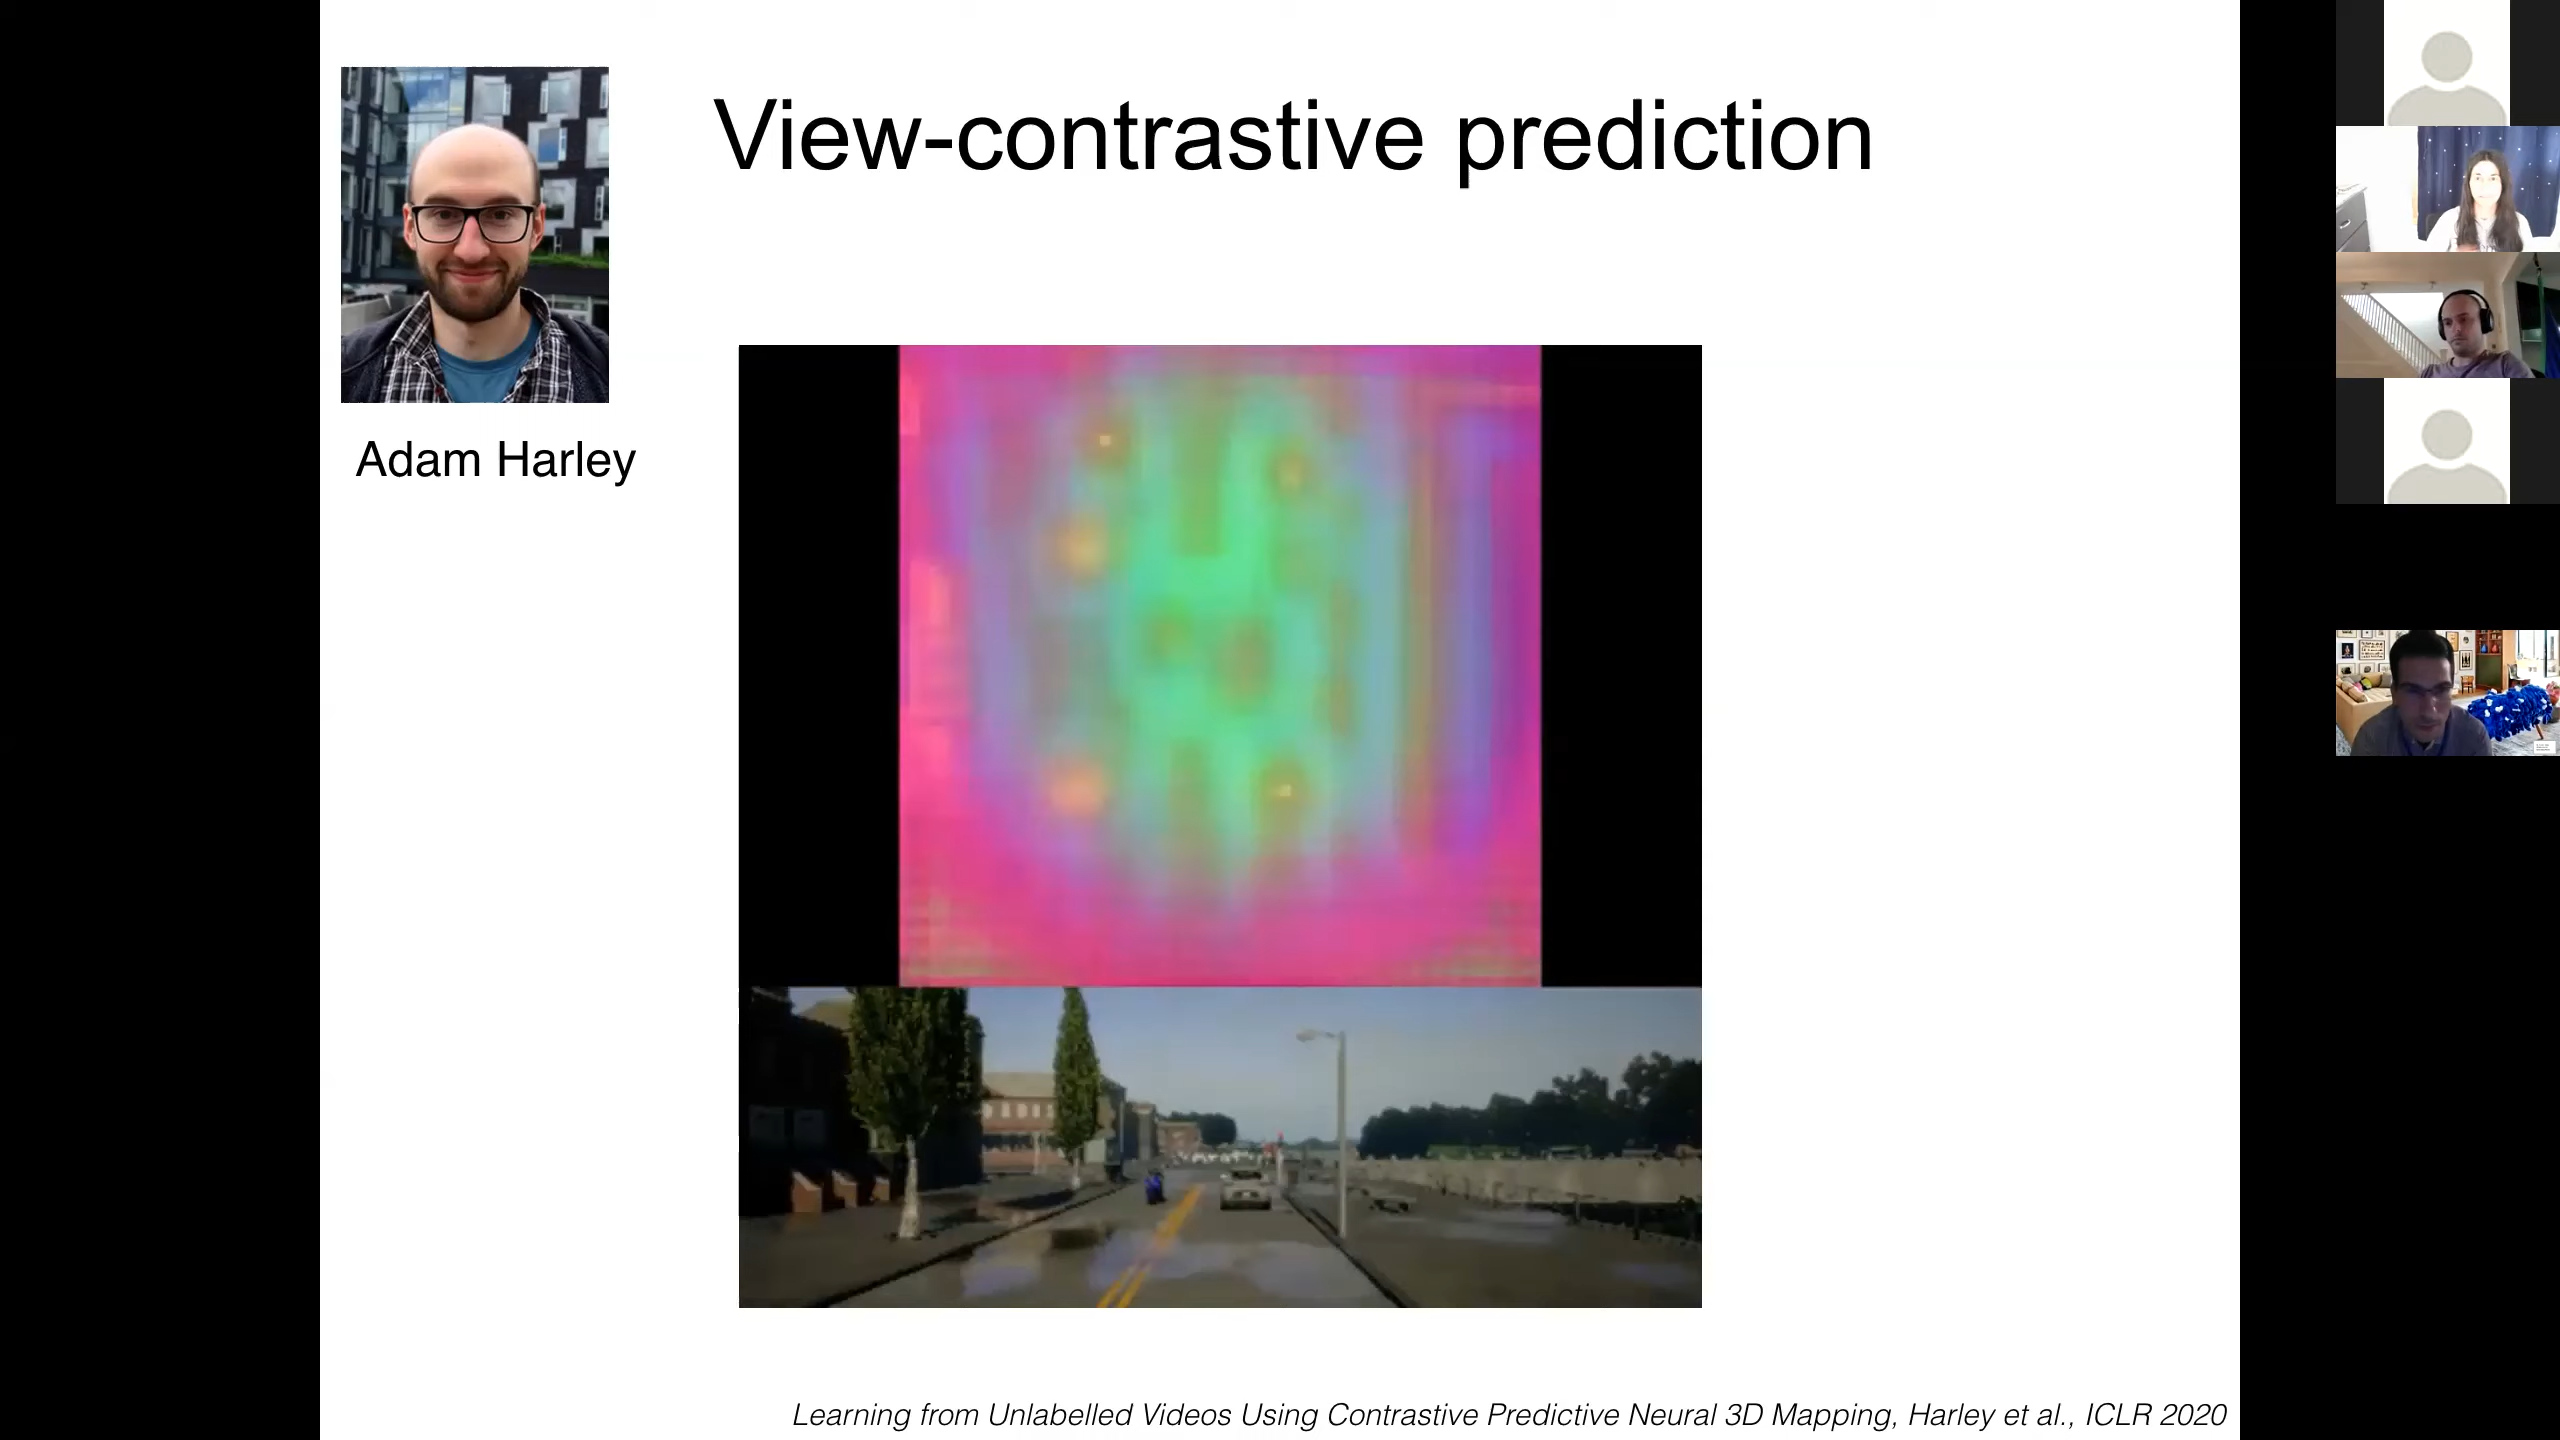 View-contrastive prediction
Adam Harley
Learning from Unlabelled Videos Using Contrastive Predictive Neural 3D Mapping, Harley et al., ICLR 2020